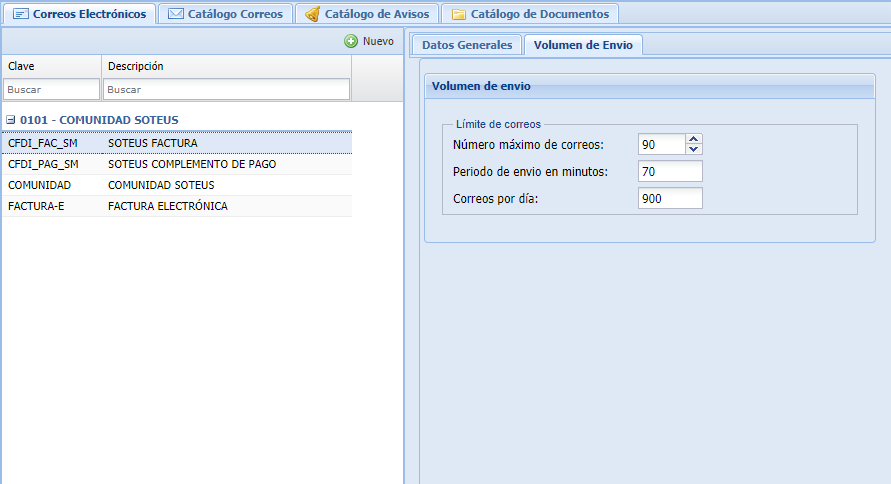 Correos Electrónicos Catálogo Correos Catálogo de Avisos Catálogo de Documentos
Nuevo
Clave Descripción
Buscar Buscar
0101 - COMUNIDAD SOTEUS
CFDI_FAC_SM SOTEUS FACTURA
CFDI_PAG_SM SOTEUS COMPLEMENTO DE PAGO
COMUNIDAD COMUNIDAD SOTEUS
FACTURA-E FACTURA ELECTRÓNICA
Datos Generales Volumen de Envio
Volumen de envio
Límite de correos
Número máximo de correos: 90
Periodo de envio en minutos: 70
Correos por día: 900